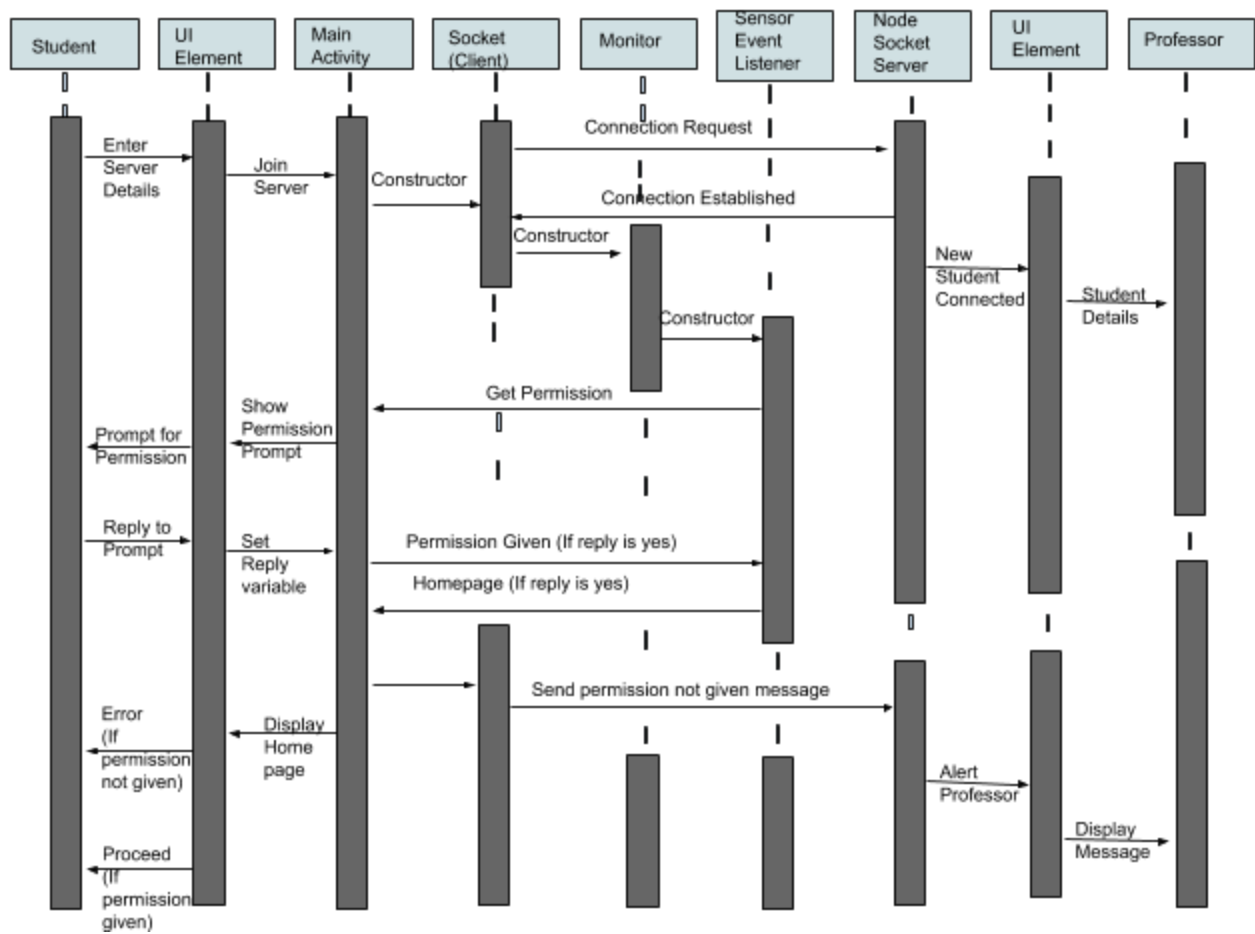 Student
UI
Element
Main
Activity
Socket
(Client)
Monitor
Sensor
Event
Listener
Node
Socket
Server
UI
Element
Professor
Enter
Server
Details
Join
Server
Constructor
Connection Request
Connection Established
Constructor
New
Student
Connected
Student
Details
Constructor
Get Permission
Show
Permission
Prompt
Prompt for
Permission
Reply to
Prompt
Set
Reply
variable
Permission Given (If reply is yes)
Homepage (If reply is yes)
Send permission not given message
Error
(If
permission
not given)
Display
Home
page
Alert
Professor
Display
Message
Proceed
(If
permission
given)